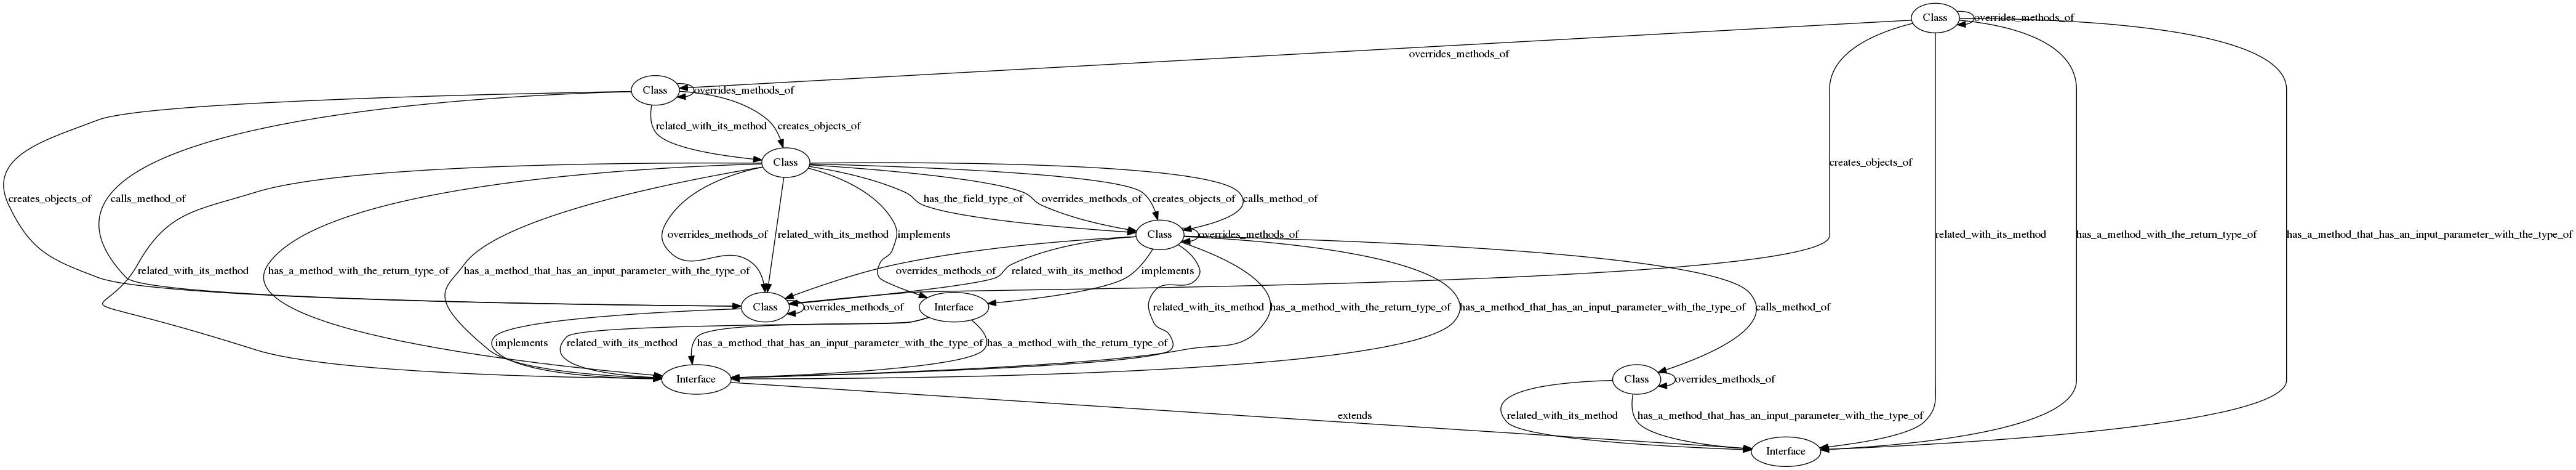 Class
overrides_methods_of
overrides_methods_of
Class
overrides_methods_of
related_with_its_method
creates_objects_of
Class
creates_objects_of
creates_objects_of
calls_method_of
has_the_field_type_of
overrides_methods_of
creates_objects_of
calls_method_of
overrides_methods_of
related_with_its_method
implements
Class
overrides_methods_of
related_with_its_method
has_a_method_with_the_return_type_of
has_a_method_that_has_an_input_parameter_with_the_type_of
related_with_its_method
has_a_method_with_the_return_type_of
has_a_method_that_has_an_input_parameter_with_the_type_of
overrides_methods_of
related_with_its_method
implements
Class
overrides_methods_of
Interface
related_with_its_method
has_a_method_with_the_return_type_of
has_a_method_that_has_an_input_parameter_with_the_type_of
calls_method_of
implements
related_with_its_method
has_a_method_that_has_an_input_parameter_with_the_type_of
has_a_method_with_the_return_type_of
Interface
Class
overrides_methods_of
extends
related_with_its_method
has_a_method_that_has_an_input_parameter_with_the_type_of
Interface